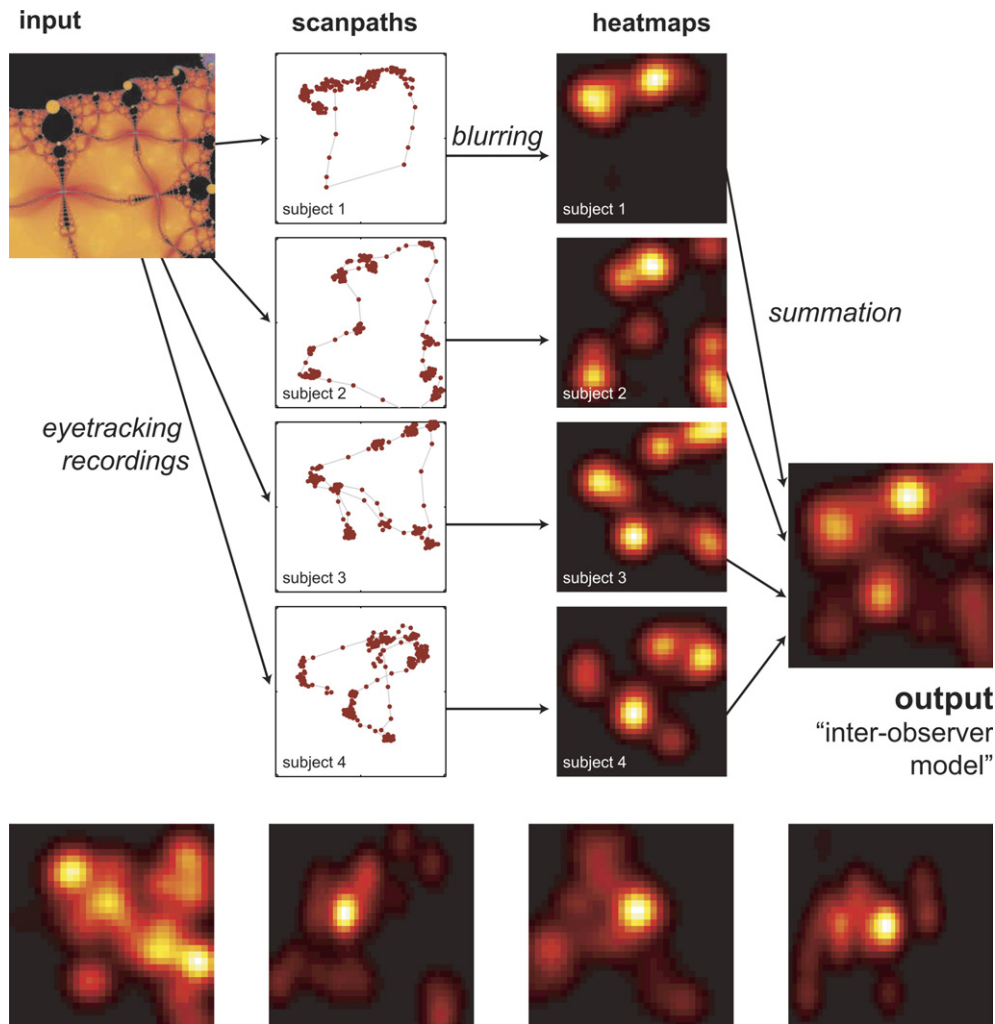 input
scanpaths
heatmaps
blurring
subject 1
subject 1
summation
subject 2
subject 2
eyetracking
recordings
subject 3
subject 3
output
“inter-observer
model”
subject 4
subject 4